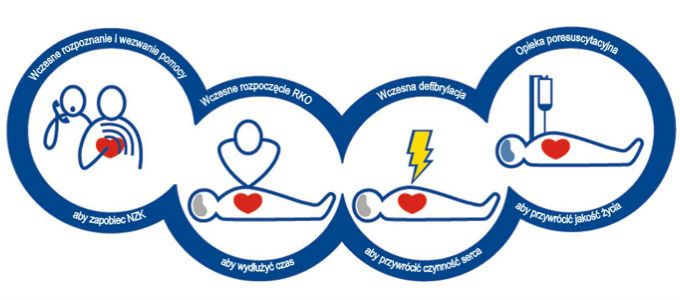 Wczesne rozpoznanie i wezwanie pomocy
aby zapobiec NZK
Wczesne rozpoczęcie RKO
aby wydłużyć czas
Wczesna defibrylacja
aby przywrócić czynność serca
Opieka poresuscytacyjna
aby przywrócić jakość życia